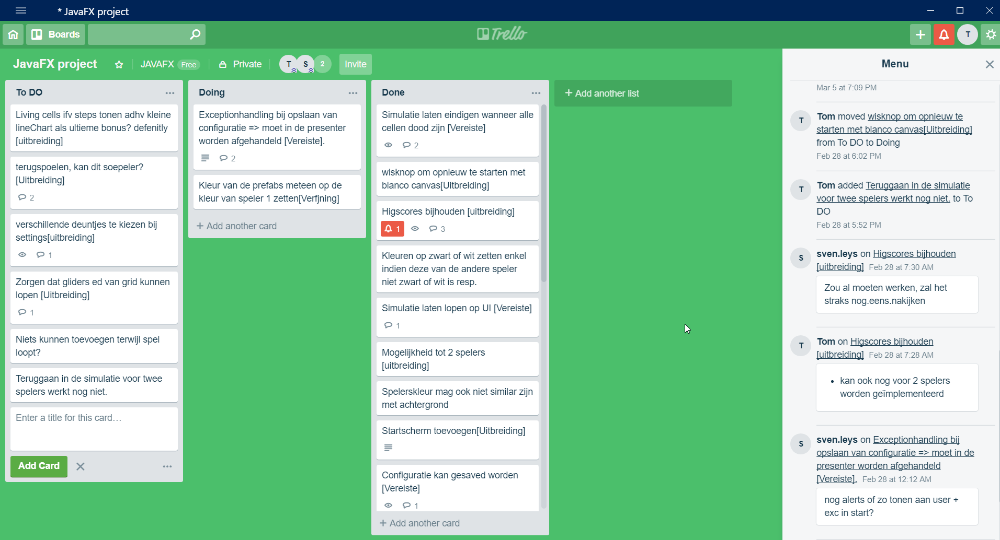 * JavaFX project
Boards
Trello
T
JavaFX project
JAVAFX Free
Private
T S 2
Invite
To DO
Living cells ifv steps tonen adhv kleine
lineChart als ultieme bonus? defenitly
[uitbreiding]
terugspoelen, kan dit soepeler?
[Uitbreiding]
2
verschillende deuntjes te kiezen bij
settings[uitbreiding]
1
Zorgen dat gliders ed van grid kunnen
lopen [Uitbreiding]
1
Niets kunnen toevoegen terwijl spel
loopt?
Teruggaan in de simulatie voor twee
spelers werkt nog niet.
Enter a title for this card…
Add Card
Doing
Exceptionhandling bij opslaan van
configuratie => moet in de presenter
worden afgehandeld [Vereiste].
2
Kleur van de prefabs meteen op de
kleur van speler 1 zetten[Verfjning]
+ Add another card
Done
Simulatie laten eindigen wanneer alle
cellen dood zijn [Vereiste]
2
wisknop om opnieuw te starten met
blanco canvas[Uitbreiding]
Higscores bijhouden [uitbreiding]
1 3
Kleuren op zwart of wit zetten enkel
indien deze van de andere speler
niet zwart of wit is resp.
Simulatie laten lopen op UI [Vereiste]
1
Mogelijkheid tot 2 spelers
[uitbreiding]
Spelerskleur mag ook niet similar zijn
met achtergrond
Startscherm toevoegen[Uitbreiding]
Configuratie kan gesaved worden
[Vereiste]
1
+ Add another card
+ Add another list
Menu
Mar 5 at 7:09 PM
T
Tom moved wisknop om opnieuw te
starten met blanco canvas[Uitbreiding]
from To DO to Doing
Feb 28 at 6:02 PM
T
Tom added Teruggaan in de simulatie
voor twee spelers werkt nog niet. to To
DO
Feb 28 at 5:52 PM
S
sven.leys on Higscores bijhouden
[uitbreiding] Feb 28 at 7:30 AM
Zou al moeten werken, zal het
straks nog.eens.nakijken
T
Tom on Higscores bijhouden
[uitbreiding] Feb 28 at 7:28 AM
• kan ook nog voor 2 spelers
worden geïmplementeerd
S
sven.leys on Exceptionhandling bij
opslaan van configuratie => moet in de
presenter worden afgehandeld
[Vereiste]. Feb 28 at 12:12 AM
nog alerts of zo tonen aan user +
exc in start?